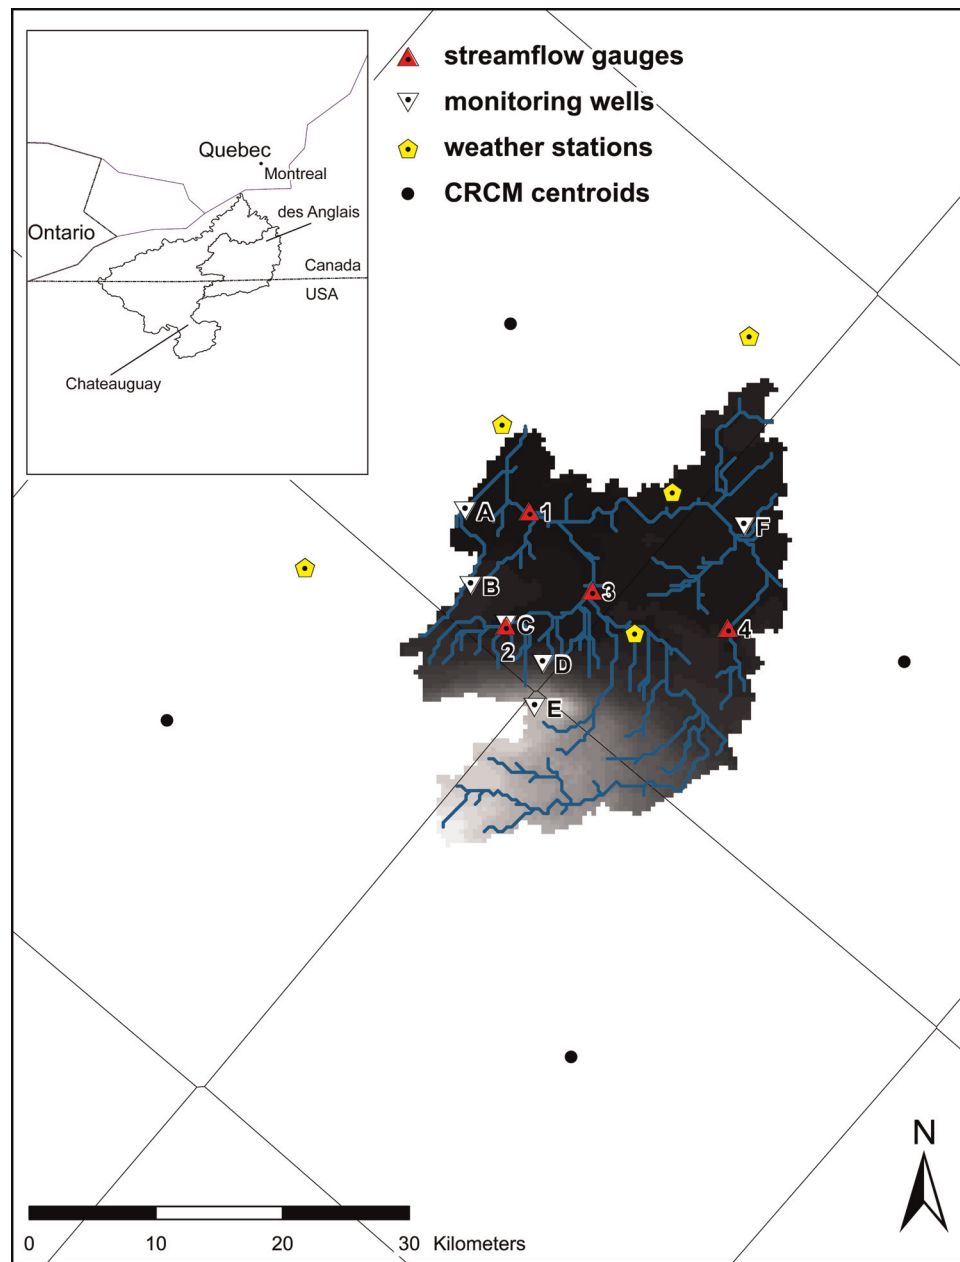 streamflow gauges
monitoring wells
weather stations
CRCM centroids
Quebec
Montreal
des Anglais
Ontario
Canada
USA
Chateauguay
A
1
F
B
3
C
4
2
D
E
N
0 10 20 30 Kilometers